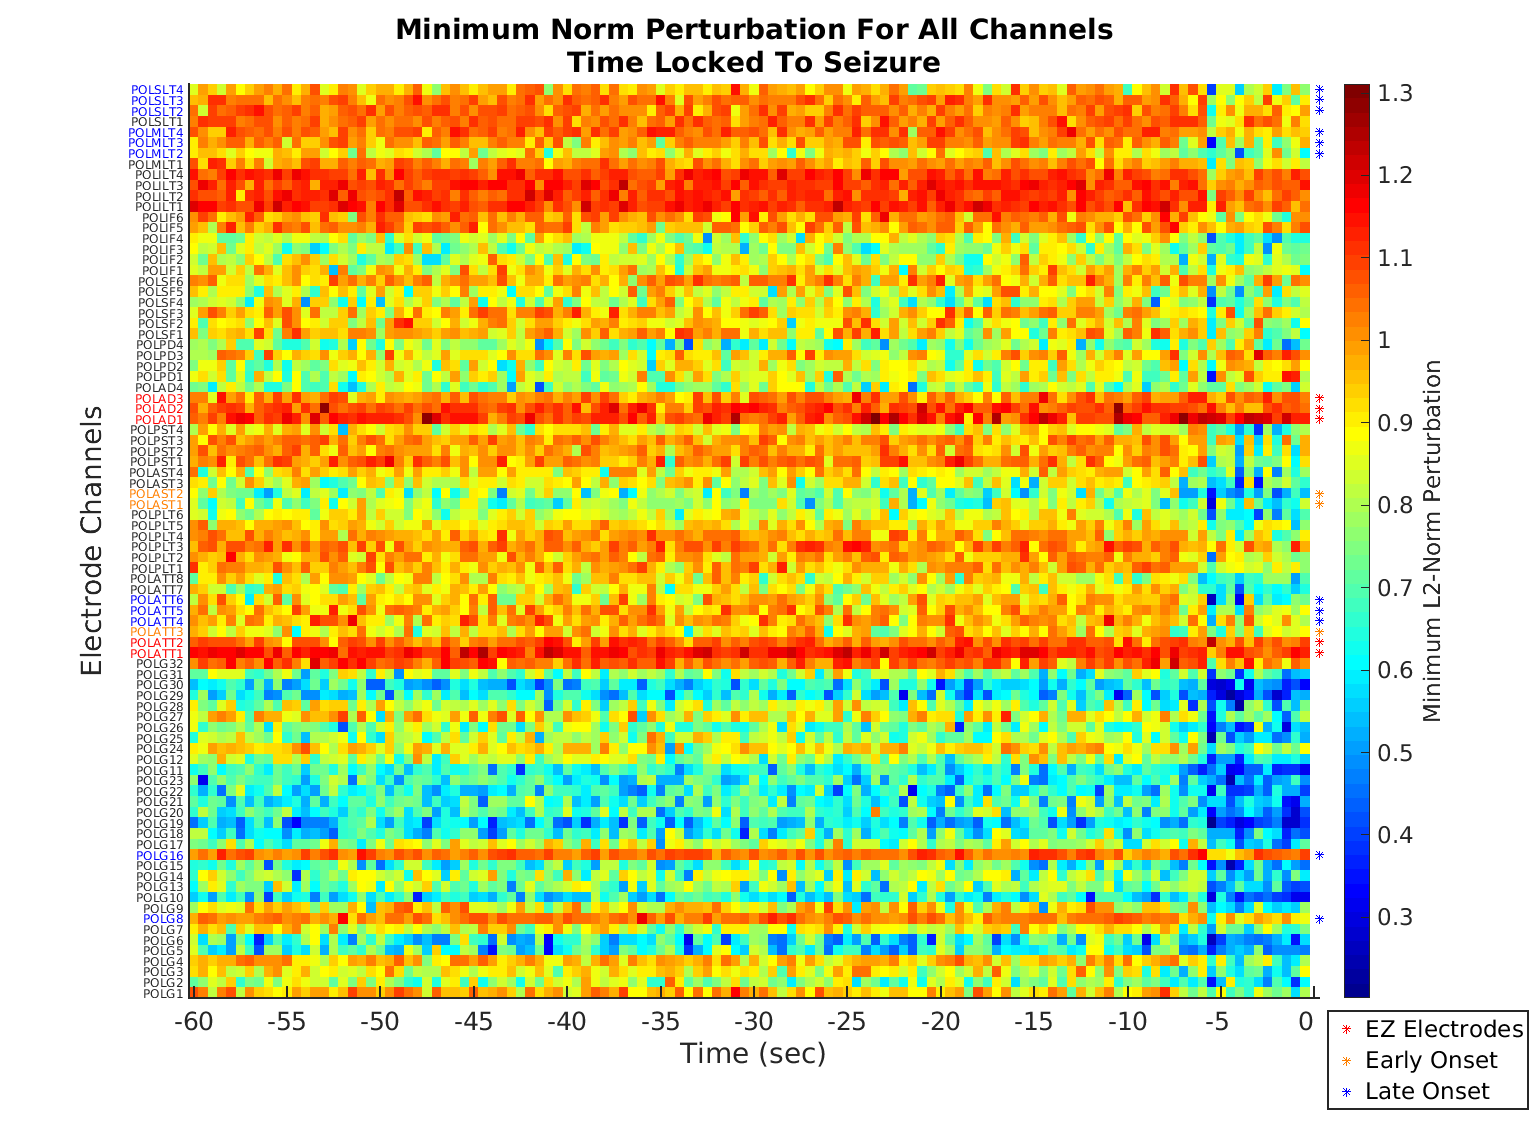 Minimum Norm Perturbation For All Channels
Time Locked To Seizure
Electrode Channels
POLSLT4
POLSLT3
POLSLT2
POLSLT1
POLMLT4
POLMLT3
POLMLT2
POLMLT1
POLILT4
POLILT3
POLILT2
POLILT1
POLIF6
POLIF5
POLIF4
POLIF3
POLIF2
POLIF1
POLSF6
POLSF5
POLSF4
POLSF3
POLSF2
POLSF1
POLPD4
POLPD3
POLPD2
POLPD1
POLAD4
POLAD3
POLAD2
POLAD1
POLPST4
POLPST3
POLPST2
POLPST1
POLAST4
POLAST3
POLAST2
POLAST1
POLPLT6
POLPLT5
POLPLT4
POLPLT3
POLPLT2
POLPLT1
POLATT8
POLATT7
POLATT6
POLATT5
POLATT4
POLATT3
POLATT2
POLATT1
POLG32
POLG31
POLG30
POLG29
POLG28
POLG27
POLG26
POLG25
POLG24
POLG12
POLG11
POLG23
POLG22
POLG21
POLG20
POLG19
POLG18
POLG17
POLG16
POLG15
POLG14
POLG13
POLG10
POLG9
POLG8
POLG7
POLG6
POLG5
POLG4
POLG3
POLG2
POLG1
-60 -55 -50 -45 -40 -35 -30 -25 -20 -15 -10 -5 0
Time (sec)
1.3
1.2
1.1
1
0.9
0.8
0.7
0.6
0.5
0.4
0.3
Minimum L2-Norm Perturbation
EZ Electrodes
Early Onset
Late Onset